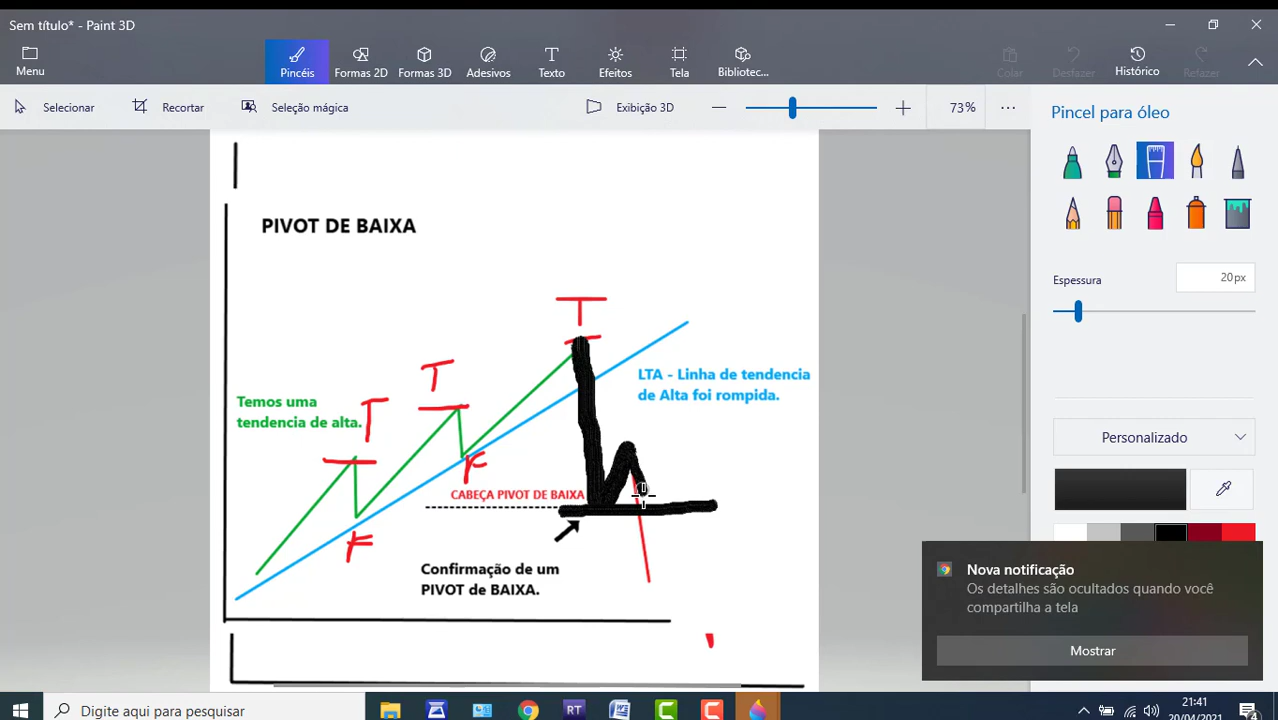 Sem título* - Paint 3D
Menu
Pincéis
Formas 2D
Formas 3D
Adesivos
Texto
Efeitos
Tela
Bibliotec...
Colar
Desfazer
Histórico
Refazer
Selecionar
Recortar
Seleção mágica
Exibição 3D
73%
Pincel para óleo
Espessura
20px
Personalizado
PIVOT DE BAIXA
T
T
LTA - Linha de tendencia
de Alta foi rompida.
Temos uma
tendencia de alta.
T
F
CABEÇA PIVOT DE BAIXA
F
Confirmação de um
PIVOT de BAIXA.
Nova notificação
Os detalhes são ocultados quando você
compartilha a tela
Mostrar
Digite aqui para pesquisar
RT
21:41
20/04/2021
4